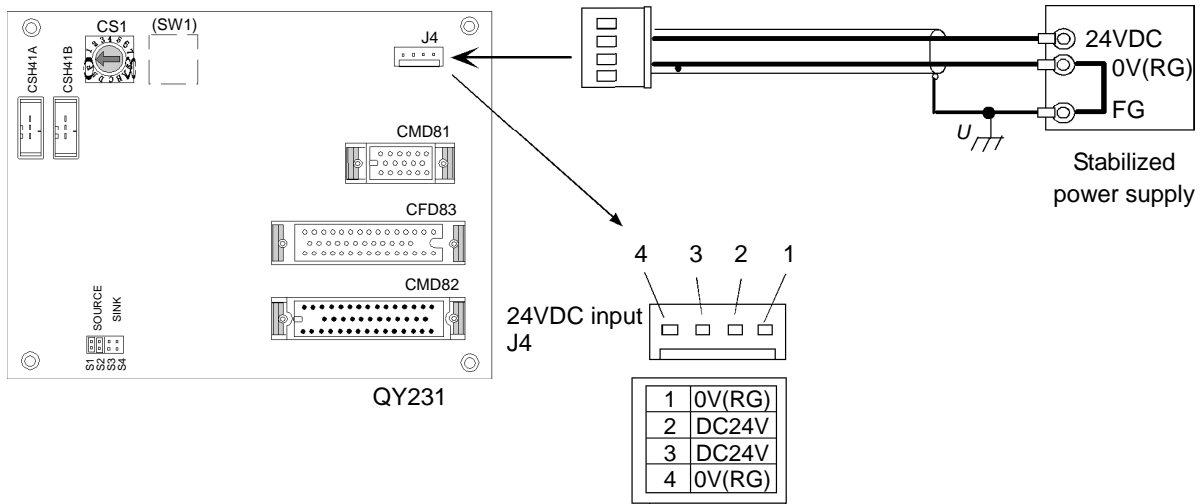 CS1
(SW1)
CSH41A
CSH41B
J4
CMD81
CFD83
CMD82
SOURCE
SINK
S1
S2
S3
S4
QY231
24VDC
0V(RG)
FG
U
Stabilized
power supply
4 3 2 1
24VDC input
J4
1 0V(RG)
2 DC24V
3 DC24V
4 0V(RG)